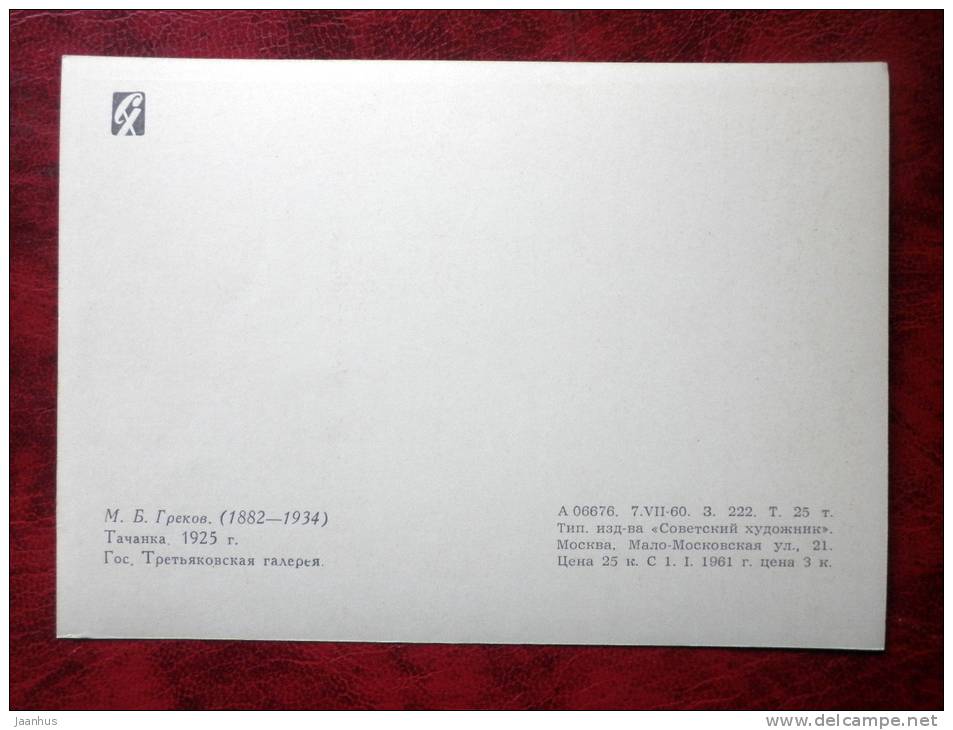 СХ
М. Б. Греков. (1882—1934)
Тачанка. 1925 г.
Гос. Третьяковская галерея.
А 06676. 7.VII-60. З. 222. Т. 25 т.
Тип. изд-ва «Советский художник».
Москва, Мало-Московская ул., 21.
Цена 25 к. С 1. I. 1961 г. цена 3 к.
Jaanhus
www.delcampe.net